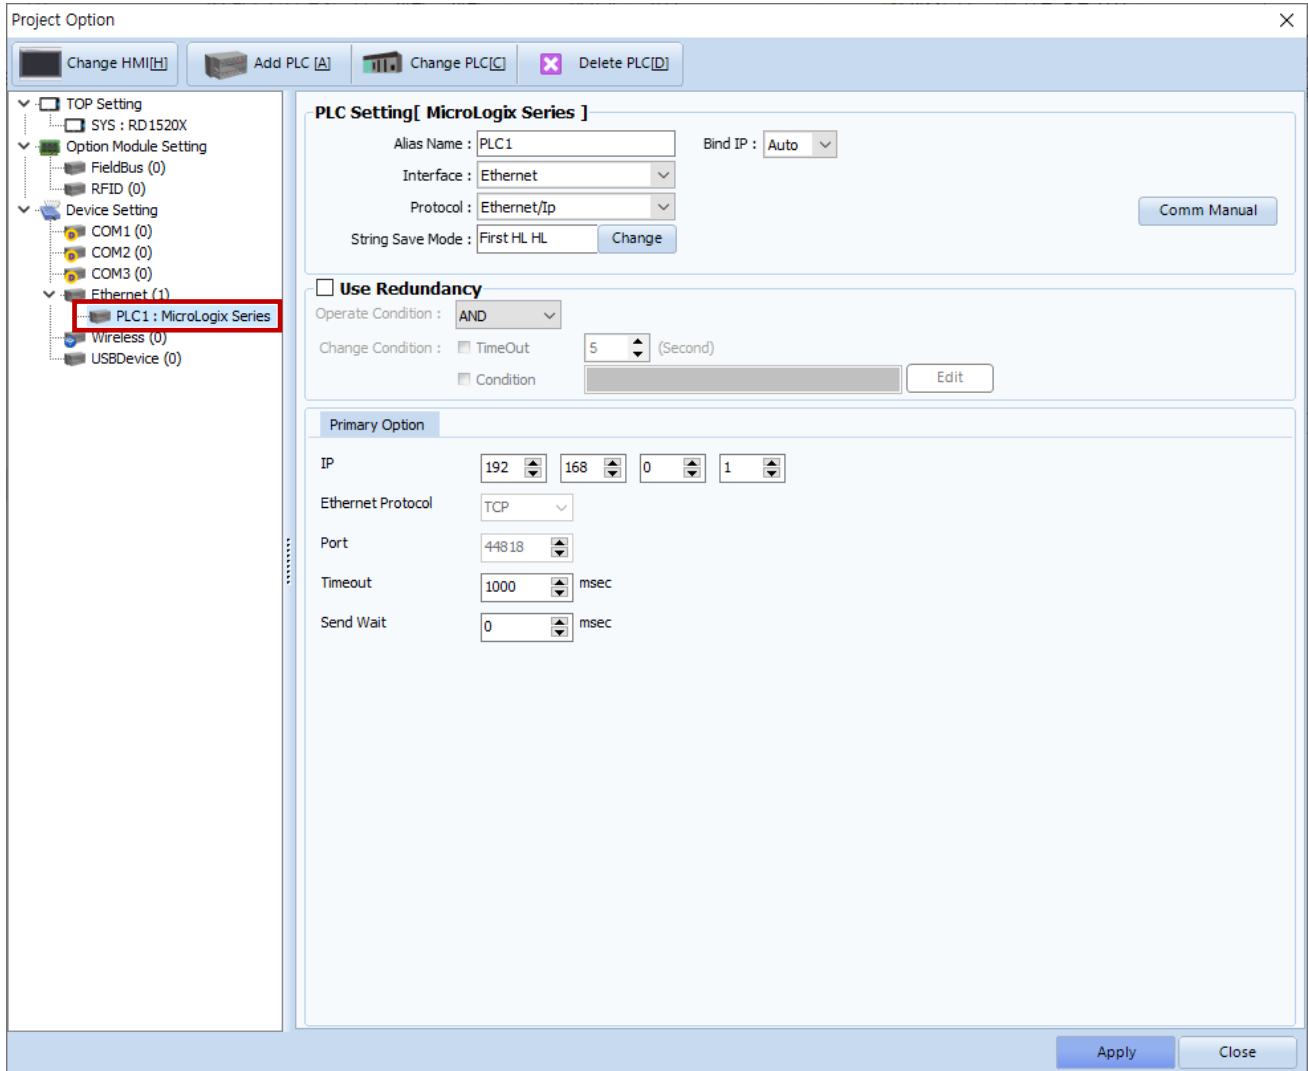 Project Option
Change HMI[H]
Add PLC [A]
Change PLC[C]
Delete PLC[D]
TOP Setting
SYS : RD1520X
Option Module Setting
FieldBus (0)
RFID (0)
Device Setting
COM1 (0)
COM2 (0)
COM3 (0)
Ethernet (1)
PLC1 : MicroLogix Series
Wireless (0)
USBDevice (0)
PLC Setting[ MicroLogix Series ]
Alias Name : PLC1
Bind IP : Auto
Interface : Ethernet
Protocol : Ethernet/Ip
Comm Manual
String Save Mode : First HL HL Change
Use Redundancy
Operate Condition : AND
Change Condition : TimeOut 5 (Second)
Condition Edit
Primary Option
IP 192 168 0 1
Ethernet Protocol TCP
Port 44818
Timeout 1000 msec
Send Wait 0 msec
Apply
Close